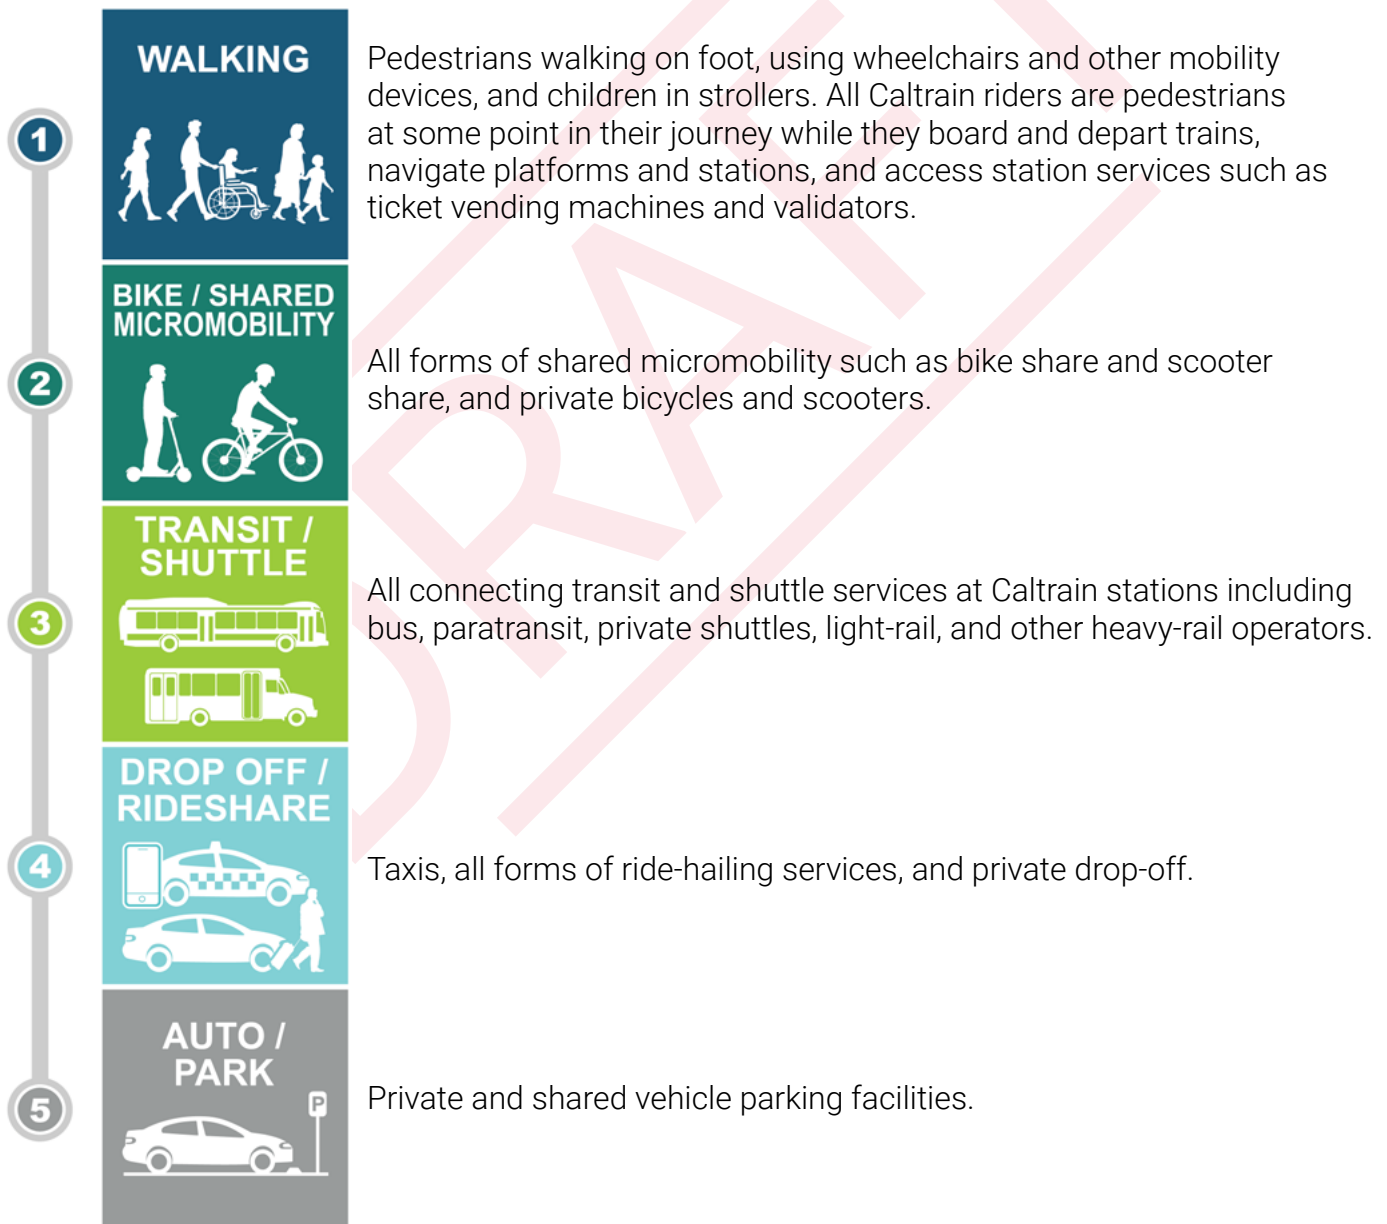 1
WALKING
Pedestrians walking on foot, using wheelchairs and other mobility
devices, and children in strollers. All Caltrain riders are pedestrians
at some point in their journey while they board and depart trains,
navigate platforms and stations, and access station services such as
ticket vending machines and validators.
2
BIKE / SHARED
MICROMOBILITY
All forms of shared micromobility such as bike share and scooter
share, and private bicycles and scooters.
3
TRANSIT /
SHUTTLE
All connecting transit and shuttle services at Caltrain stations including
bus, paratransit, private shuttles, light-rail, and other heavy-rail operators.
4
DROP OFF /
RIDESHARE
Taxis, all forms of ride-hailing services, and private drop-off.
5
AUTO /
PARK
P
Private and shared vehicle parking facilities.
DRAFT